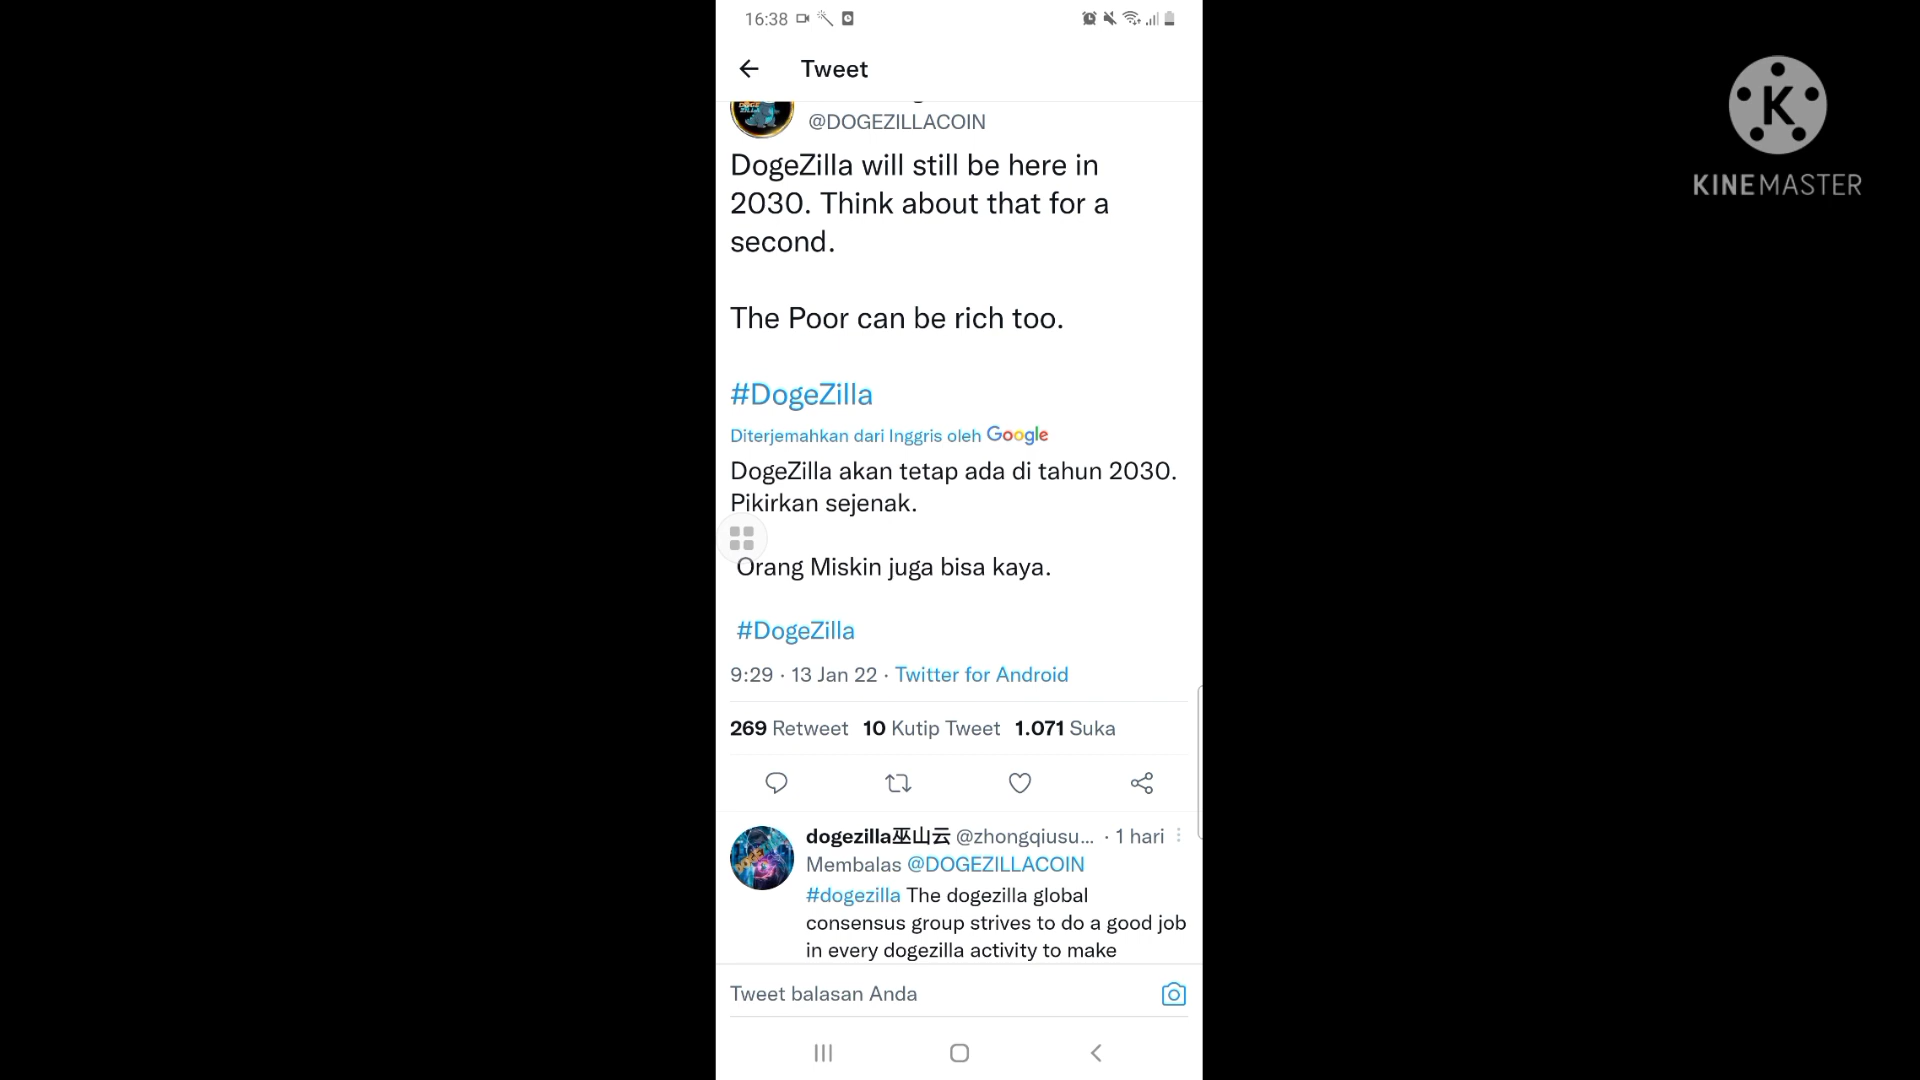 16:38
Tweet
@DOGEZILLACOIN
DogeZilla will still be here in
2030. Think about that for a
second.
The Poor can be rich too.
#DogeZilla
Diterjemahkan dari Inggris oleh Google
DogeZilla akan tetap ada di tahun 2030.
Pikirkan sejenak.
Orang Miskin juga bisa kaya.
#DogeZilla
9:29 · 13 Jan 22 · Twitter for Android
269 Retweet 10 Kutip Tweet 1.071 Suka
dogezilla巫山云 @zhongqiusu... · 1 hari
Membalas @DOGEZILLACOIN
#dogezilla The dogezilla global
consensus group strives to do a good job
in every dogezilla activity to make
Tweet balasan Anda
K
KINEMASTER